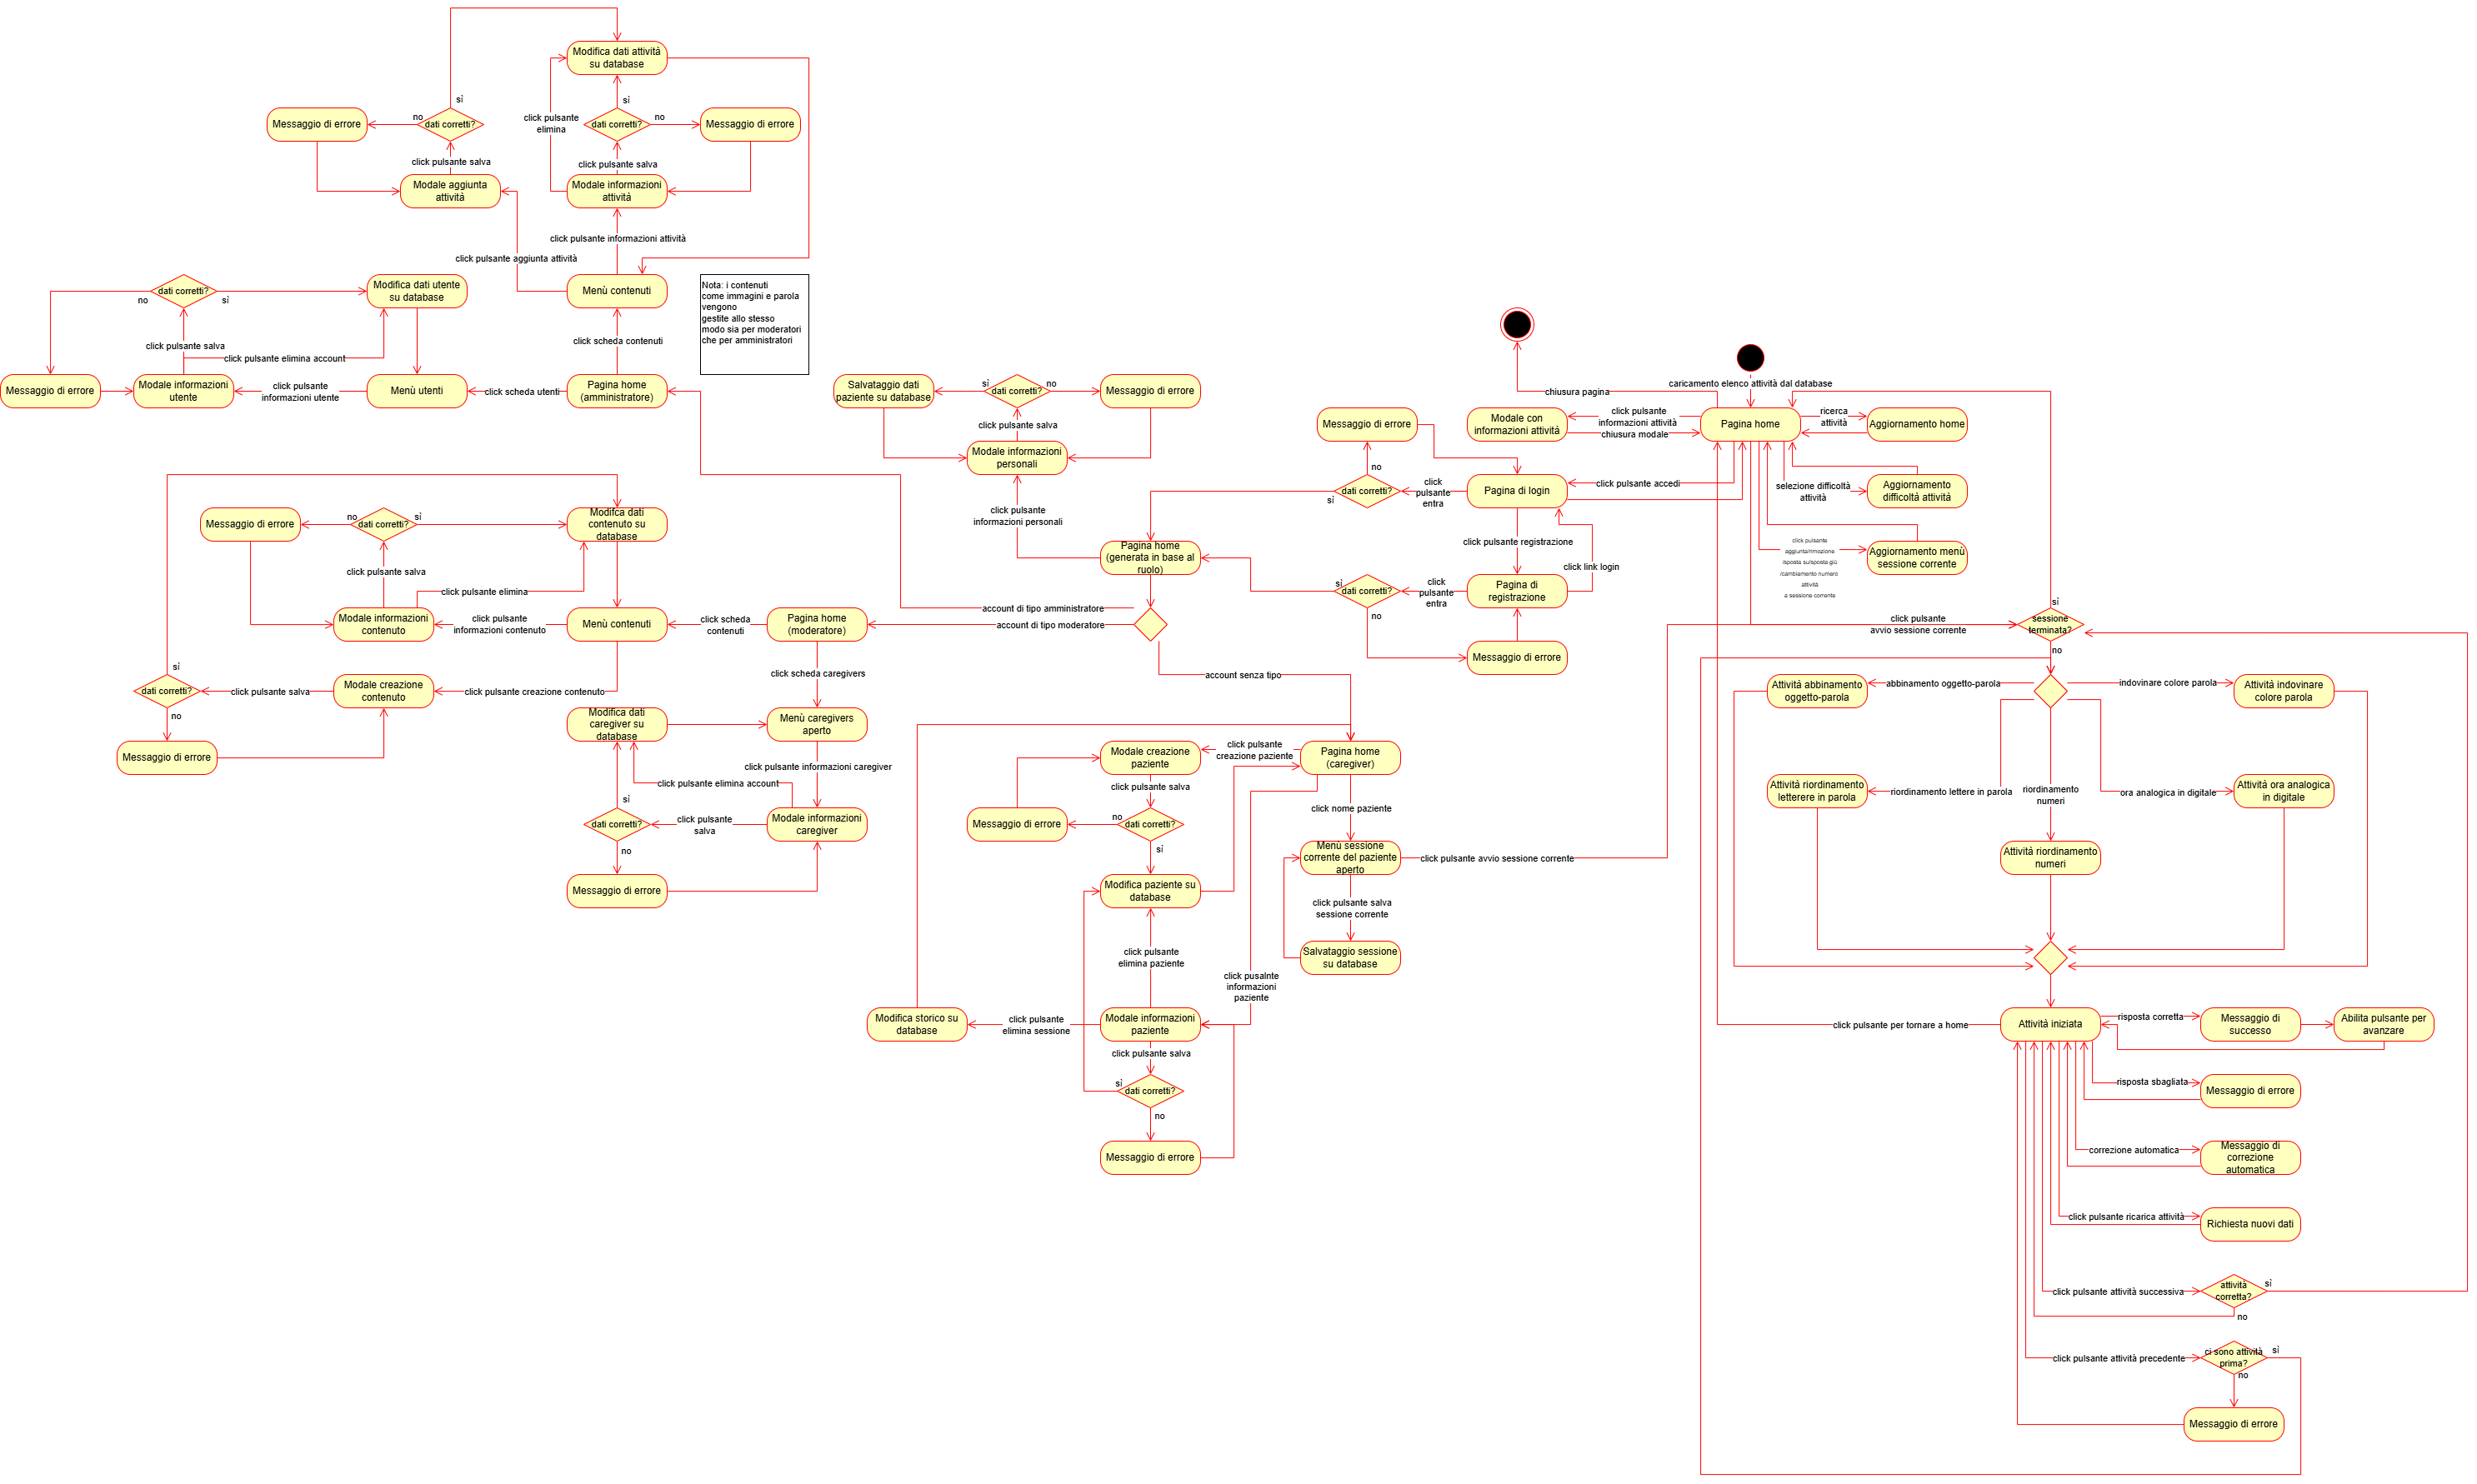 Modifica dati attività
su database
sì
sì
Messaggio di errore
no
dati corretti?
click pulsante
elimina
dati corretti?
no
Messaggio di errore
click pulsante salva
click pulsante salva
Modale aggiunta
attività
Modale informazioni
attività
click pulsante informazioni attività
click pulsante aggiunta attività
dati corretti?
no
sì
Modifica dati utente
su database
Menù contenuti
Nota: i contenuti
come immagini e parola
vengono
gestite allo stesso
modo sia per moderatori
che per amministratori
click pulsante salva
click pulsante elimina account
click scheda contenuti
Messaggio di errore
Modale informazioni
utente
click pulsante
informazioni utente
Menù utenti
click scheda utenti
Pagina home
(amministratore)
Salvataggio dati
paziente su database
sì
dati corretti?
no
Messaggio di errore
click pulsante salva
Modale informazioni
personali
click pulsante
informazioni personali
chiusura pagina
caricamento elenco attività dal database
Messaggio di errore
Modale con
informazioni attività
click pulsante
informazioni attività
chiusura modale
Pagina home
ricerca
attività
Aggiornamento home
no
dati corretti?
sì
click
pulsante
entra
Pagina di login
click pulsante accedi
selezione difficoltà
attività
Aggiornamento
difficoltà attività
click pulsante registrazione
click link login
click pulsante
aggiunta/rimozione
/sposta su/sposta giù
/cambiamento numero
attività
a sessione corrente
Aggiornamento menù
sessione corrente
Messaggio di errore
no
dati corretti?
sì
Modifca dati
contenuto su
database
click pulsante salva
click pulsante elimina
Pagina home
(generata in base al
ruolo)
sì
dati corretti?
no
click
pulsante
entra
Pagina di
registrazione
Messaggio di errore
account di tipo amministratore
account di tipo moderatore
account senza tipo
Modale informazioni
contenuto
click pulsante
informazioni contenuto
Menù contenuti
click scheda
contenuti
Pagina home
(moderatore)
click scheda caregivers
sì
dati corretti?
no
click pulsante salva
Modale creazione
contenuto
click pulsante creazione contenuto
Messaggio di errore
Modifica dati
caregiver su
database
Menù caregivers
aperto
click pulsante informazioni caregiver
click pulsante elimina account
sì
dati corretti?
no
click pulsante
salva
Modale informazioni
caregiver
Messaggio di errore
Modale creazione
paziente
click pulsante
creazione paziente
Pagina home
(caregiver)
click pulsante salva
click nome paziente
Messaggio di errore
no
dati corretti?
sì
Menù sessione
corrente del paziente
aperto
click pulsante avvio sessione corrente
Modifica paziente su
database
click pulsante salva
sessione corrente
Salvataggio sessione
su database
click pulsante
elimina paziente
click pusalnte
informazioni
paziente
Modifica storico su
database
click pulsante
elimina sessione
Modale informazioni
paziente
click pulsante salva
sì
dati corretti?
no
Messaggio di errore
click pulsante
avvio sessione corrente
sì
sessione
terminata?
no
Attività abbinamento
oggetto-parola
abbinamento oggetto-parola
indovinare colore parola
Attività indovinare
colore parola
Attività riordinamento
letterere in parola
riordinamento lettere in parola
riordinamento
numeri
ora analogica in digitale
Attività ora analogica
in digitale
Attività riordinamento
numeri
click pulsante per tornare a home
Attività iniziata
risposta corretta
Messaggio di
successo
Abilita pulsante per
avanzare
risposta sbagliata
Messaggio di errore
correzione automatica
Messaggio di
correzione
automatica
click pulsante ricarica attività
Richiesta nuovi dati
click pulsante attività successiva
attività
corretta?
sì
no
click pulsante attività precedente
ci sono attività
prima?
sì
no
Messaggio di errore